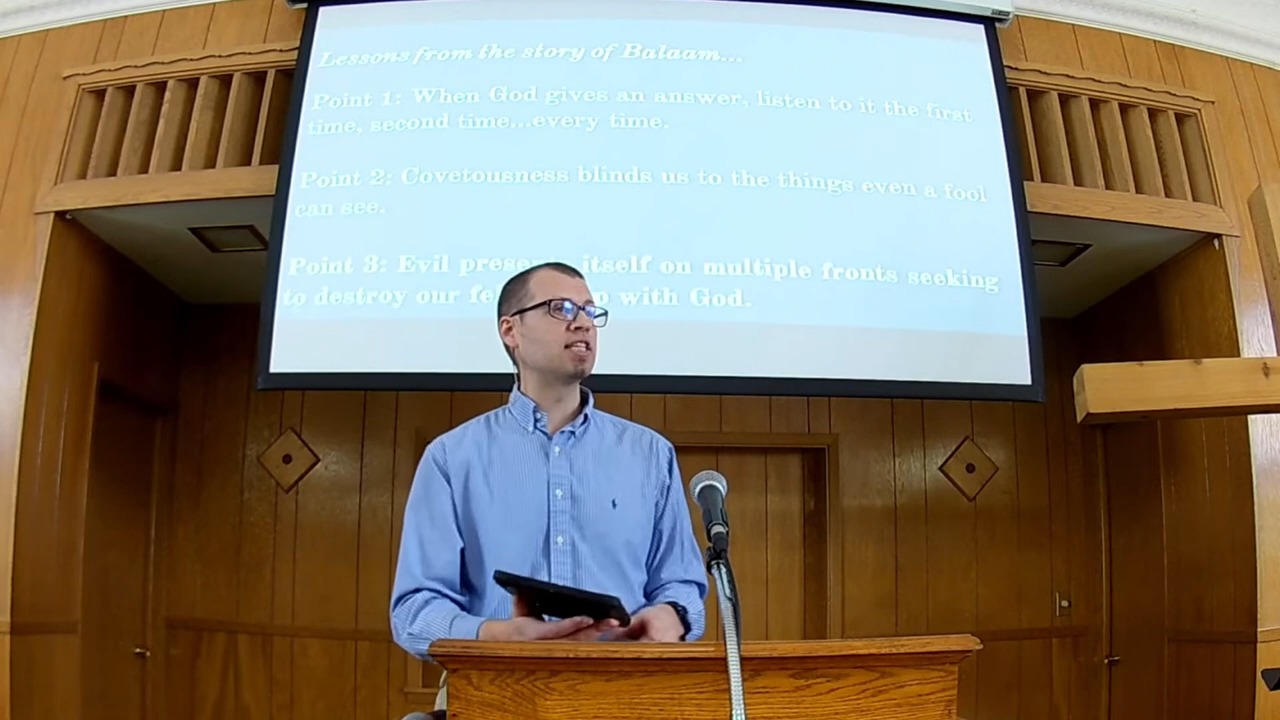 Lessons from the story of Balaam...
Point 1: When God gives an answer, listen to it the first
time, second time...every time.
Point 2: Covetousness blinds us to the things even a fool
can see.
Point 3: Evil itself on multiple fronts seeking
to destroy our with God.